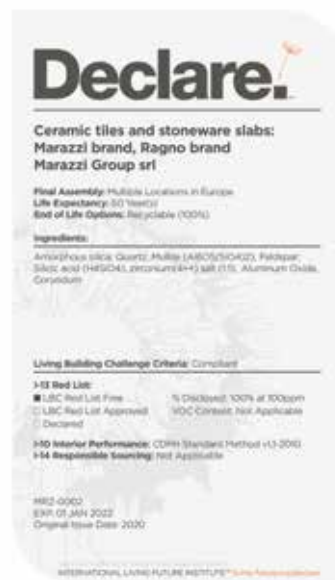 Declare.
Ceramic tiles and stoneware slabs:
Marazzi brand, Ragno brand
Marazzi Group srl
Final Assembly: Multiple Locations in Europe
Life Expectancy: 60 Year(s)
End of Life Options: Recyclable (100%)
Ingredients:
Amorphous silica; Quartz; Mullite (Al6O5(SiO4)2); Feldspar;
Silicic acid (H4SiO4), zirconium(4++) salt (1:1); Aluminum Oxide,
Corundum
Living Building Challenge Criteria: Compliant
I-13 Red List:
LBC Red List Free % Disclosed: 100% at 100ppm
LBC Red List Approved VOC Content: Not Applicable
Declared
I-10 Interior Performance: CDPH Standard Method v1.1-2010
I-14 Responsible Sourcing: Not Applicable
MRZ-0002
EXP. 01 JAN 2022
Original Issue Date: 2020
INTERNATIONAL LIVING FUTURE INSTITUTE™